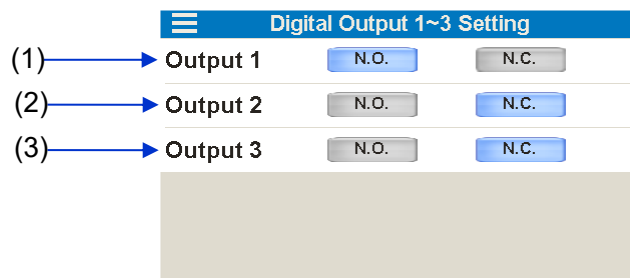 Digital Output 1~3 Setting
(1) Output 1 N.O. N.C.
(2) Output 2 N.O. N.C.
(3) Output 3 N.O. N.C.